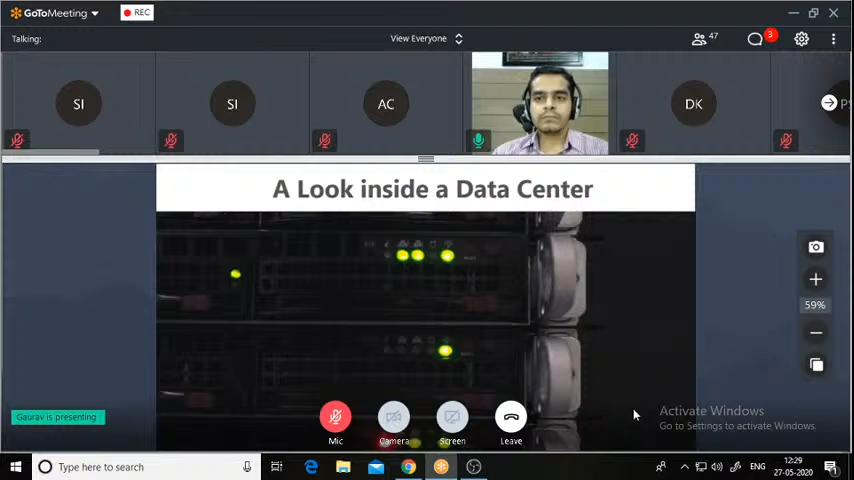 GoToMeeting
REC
Talking:
View Everyone
47
3
SI
SI
AC
DK
A Look inside a Data Center
59%
Gaurav is presenting
Mic
Camera
Screen
Leave
Activate Windows
Go to Settings to activate Windows.
Type here to search
ENG
12:29
27-05-2020
1